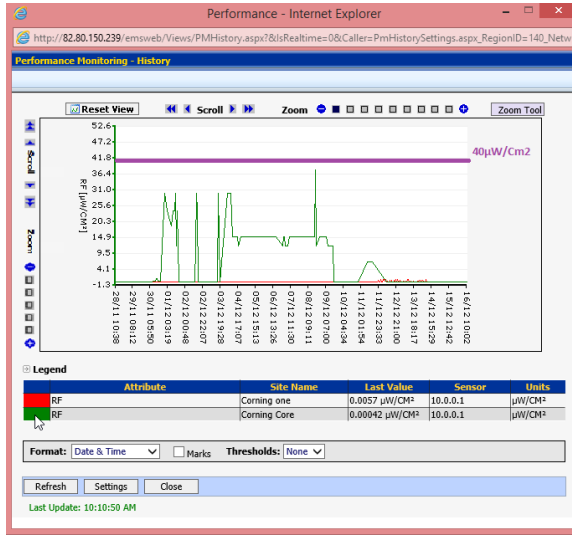 Performance - Internet Explorer
http://82.80.150.239/emsweb/Views/PMHistory.aspx?&IsRealtime=0&Caller=PmHistorySettings.aspx_RegionID=140_Netw
Performance Monitoring - History
Reset View Scroll Zoom Zoom Tool
Scroll
Zoom
RF [µW/CM²]
52.6
47.2
41.8
36.4
31.0
25.6
20.3
14.9
9.5
4.1
-1.3
40µW/Cm2
28/11 10:38
29/11 08:12
30/11 05:50
01/12 03:19
02/12 00:48
02/12 22:07
03/12 19:28
04/12 17:07
05/12 15:13
06/12 13:26
07/12 11:30
08/12 09:11
09/12 07:00
10/12 04:34
11/12 01:54
11/12 23:33
12/12 21:00
13/12 18:17
14/12 15:29
15/12 12:42
16/12 10:02
Legend
Attribute Site Name Last Value Sensor Units
RF Corning one 0.0057 µW/CM² 10.0.0.1 µW/CM²
RF Corning Core 0.00042 µW/CM² 10.0.0.1 µW/CM²
Format: Date & Time Marks Thresholds: None
Refresh Settings Close
Last Update: 10:10:50 AM